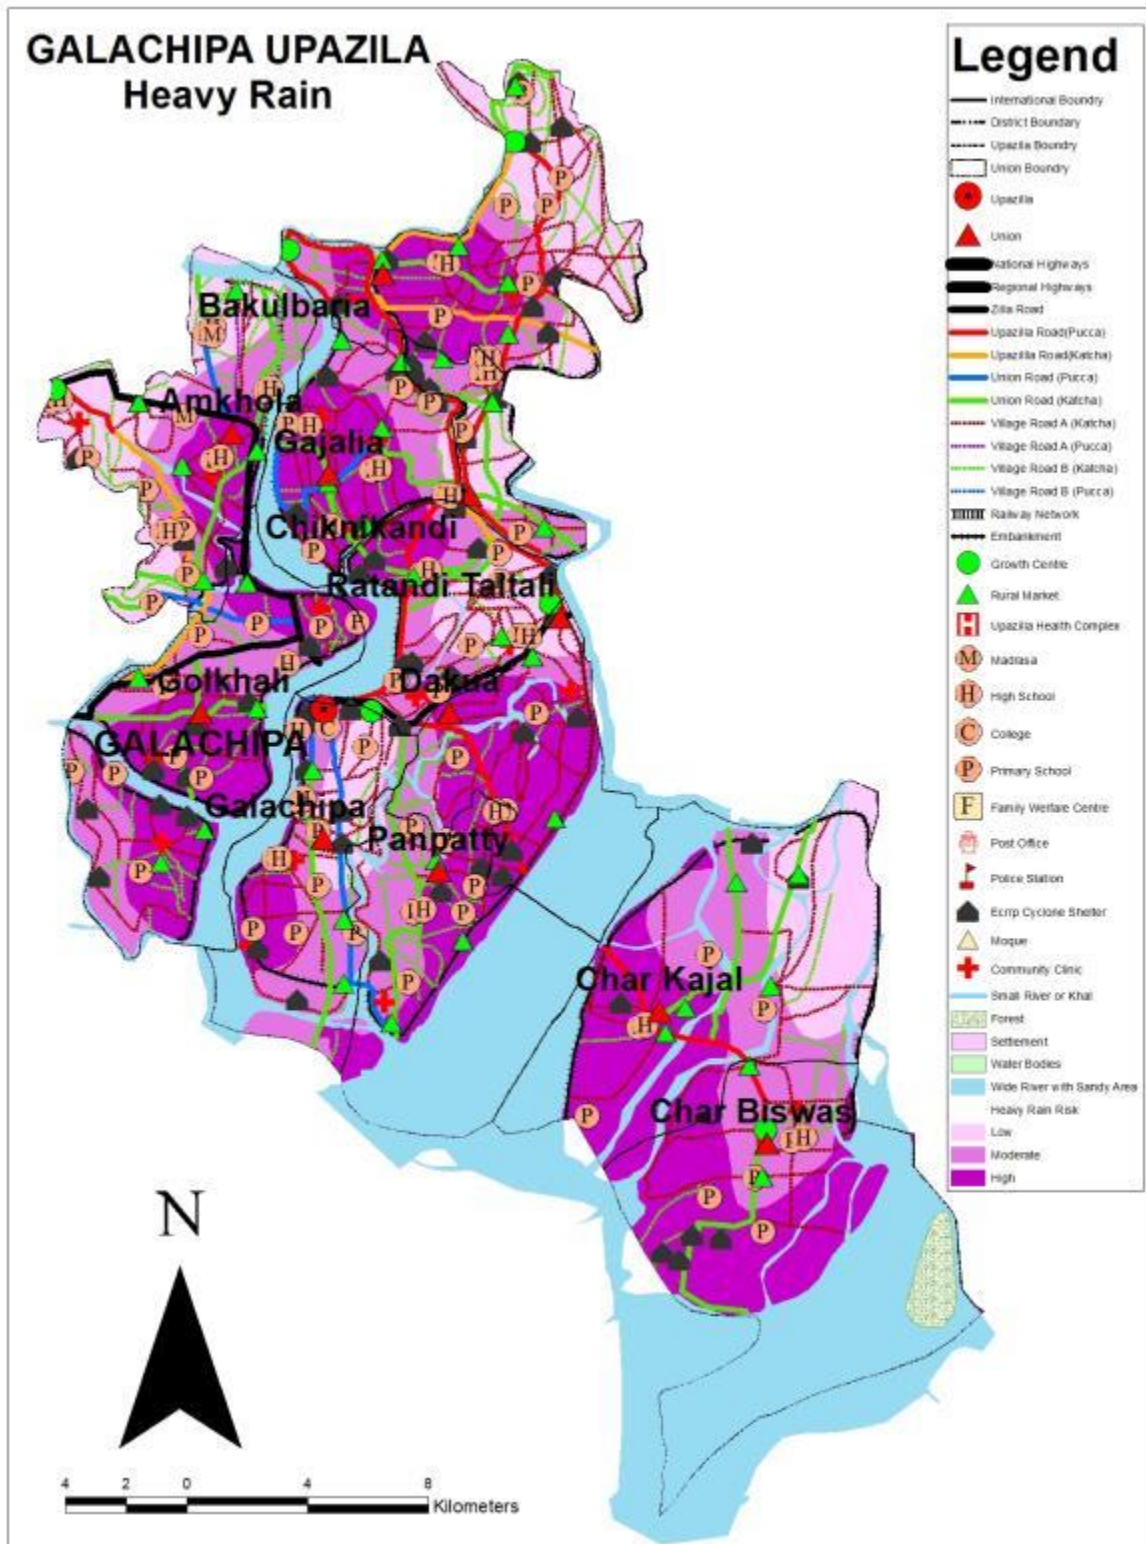 GALACHIPA UPAZILA
Heavy Rain
Legend
International Boundry
District Boundary
Upazila Boundry
Union Boundry
Upazilla
Union
National Highways
Regional Highways
Zilla Road
Upazilla Road(Pucca)
Upazilla Road(Katcha)
Union Road (Pucca)
Union Road (Katcha)
Village Road A (Katcha)
Village Road A (Pucca)
Village Road B (Katcha)
Village Road B (Pucca)
Railway Network
Embankment
Growth Centre
Rural Market
H Upazilla Health Complex
M Madrasa
H High School
C College
P Primary School
F Family Welfare Centre
Post Office
Police Station
Ecrrp Cyclone Shelter
Moque
Community Clinic
Small River or Khal
Forest
Settlement
Water Bodies
Wide River with Sandy Area
Heavy Rain Risk
Low
Moderate
High
Bakulbaria
Amkhola
Gajalia
Chiknikandi
Ratandi Taltali
Golkhali
Dakua
GALACHIPA
Galachipa
Panpatty
Char Kajal
Char Biswas
N
4 2 0 4 8
Kilometers